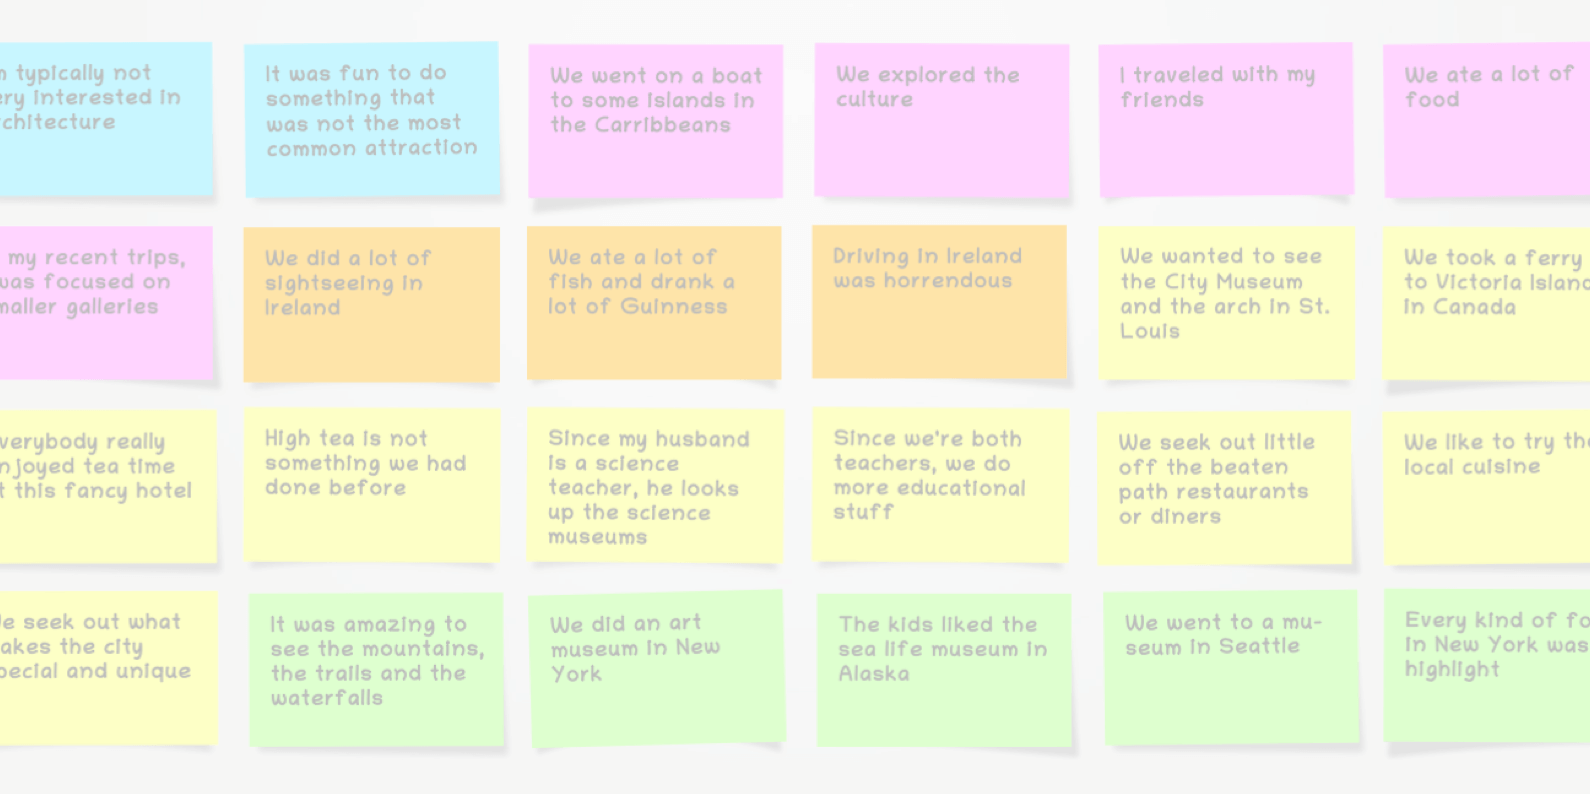 n typically not
ery interested in
chitecture
It was fun to do
something that
was not the most
common attraction
We went on a boat
to some islands in
the Carribbeans
We explored the
culture
I traveled with my
friends
We ate a lot of
food
my recent trips,
was focused on
maller galleries
We did a lot of
sightseeing in
Ireland
We ate a lot of
fish and drank a
lot of Guinness
Driving in Ireland
was horrendous
We wanted to see
the City Museum
and the arch in St.
Louis
We took a ferry
to Victoria Island
in Canada
verybody really
njoyed tea time
t this fancy hotel
High tea is not
something we had
done before
Since my husband
is a science
teacher, he looks
up the science
museums
Since we're both
teachers, we do
more educational
stuff
We seek out little
off the beaten
path restaurants
or diners
We like to try the
local cuisine
e seek out what
akes the city
pecial and unique
It was amazing to
see the mountains,
the trails and the
waterfalls
We did an art
museum in New
York
The kids liked the
sea life museum in
Alaska
We went to a mu-
seum in Seattle
Every kind of fo
in New York was
highlight